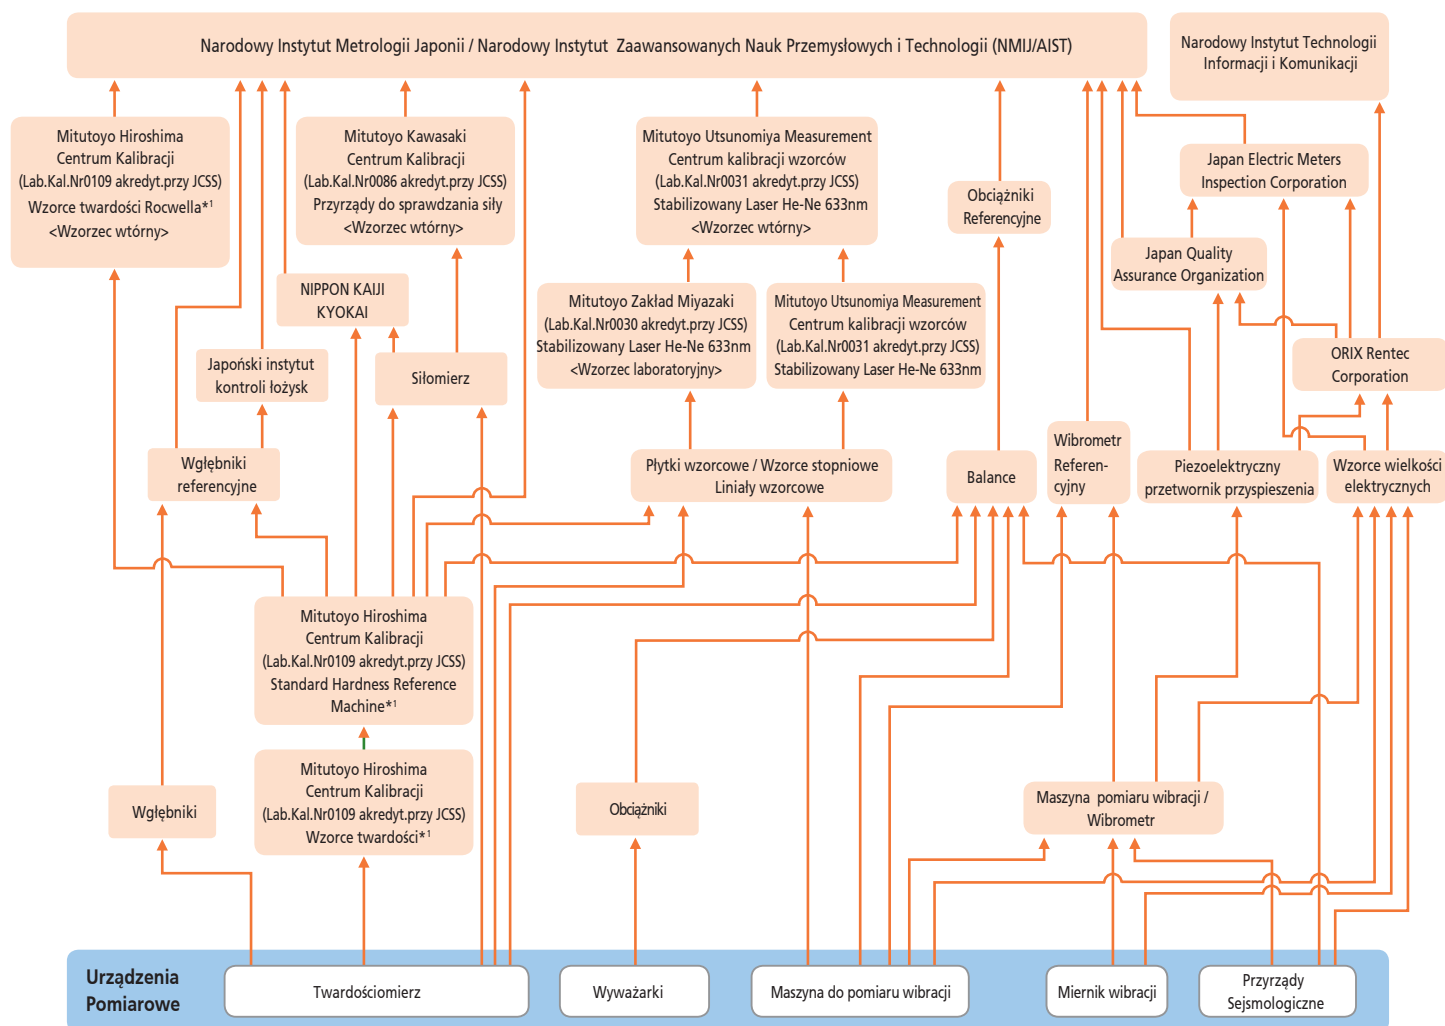 Narodowy Instytut Metrologii Japonii / Narodowy Instytut Zaawansowanych Nauk Przemysłowych i Technologii (NMIJ/AIST)
Narodowy Instytut Technologii
Informacji i Komunikacji
Mitutoyo Hiroshima
Centrum Kalibracji
(Lab.Kal.Nr0109 akredyt.przy JCSS)
Wzorce twardości Rocwella*1
<Wzorzec wtórny>
Mitutoyo Kawasaki
Centrum Kalibracji
(Lab.Kal.Nr0086 akredyt.przy JCSS)
Przyrządy do sprawdzania siły
<Wzorzec wtórny>
Mitutoyo Utsunomiya Measurement
Centrum kalibracji wzorców
(Lab.Kal.Nr0031 akredyt.przy JCSS)
Stabilizowany Laser He-Ne 633nm
<Wzorzec wtórny>
Obciążniki
Referencyjne
Japan Electric Meters
Inspection Corporation
Japan Quality
Assurance Organization
NIPPON KAIJI
KYOKAI
Mitutoyo Zakład Miyazaki
(Lab.Kal.Nr0030 akredyt.przy JCSS)
Stabilizowany Laser He-Ne 633nm
<Wzorzec laboratoryjny>
Mitutoyo Utsunomiya Measurement
Centrum kalibracji wzorców
(Lab.Kal.Nr0031 akredyt.przy JCSS)
Stabilizowany Laser He-Ne 633nm
ORIX Rentec
Corporation
Japoński instytut
kontroli łożysk
Siłomierz
Wgłębniki
referencyjne
Płytki wzorcowe / Wzorce stopniowe
Liniały wzorcowe
Balance
Wibrometr
Referen-
cyjny
Piezoelektryczny
przetwornik przyspieszenia
Wzorce wielkości
elektrycznych
Mitutoyo Hiroshima
Centrum Kalibracji
(Lab.Kal.Nr0109 akredyt.przy JCSS)
Standard Hardness Reference
Machine*1
Mitutoyo Hiroshima
Centrum Kalibracji
(Lab.Kal.Nr0109 akredyt.przy JCSS)
Wzorce twardości*1
Wgłębniki
Obciążniki
Maszyna pomiaru wibracji /
Wibrometr
Urządzenia
Pomiarowe
Twardościomierz
Wyważarki
Maszyna do pomiaru wibracji
Miernik wibracji
Przyrządy
Sejsmologiczne